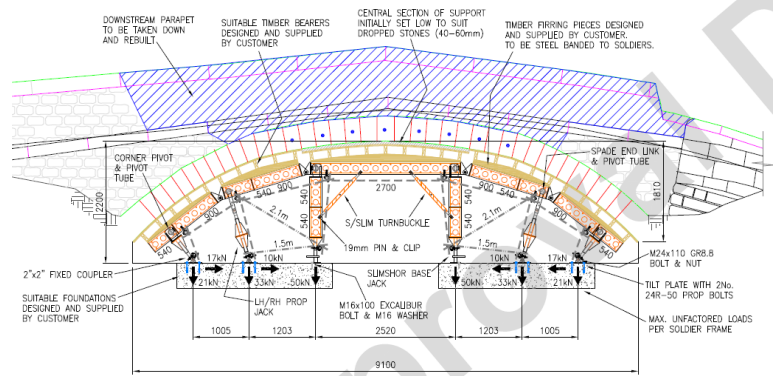 DOWNSTREAM PARAPET
TO BE TAKEN DOWN
AND REBUILT.
SUITABLE TIMBER BEARERS
DESIGNED AND SUPPLIED
BY CUSTOMER
CENTRAL SECTION OF SUPPORT
INITIALLY SET LOW TO SUIT
DROPPED STONES (40-60mm)
TIMBER FIRRING PIECES DESIGNED
AND SUPPLIED BY CUSTOMER.
TO BE STEEL BANDED TO SOLDIERS.
CORNER PIVOT
& PIVOT
TUBE
SPADE END LINK
& PIVOT TUBE
2200
1810
540
900
540
900
2700
900
540
900
540
540
540
540
540
2.1m
2.1m
S/SLIM TURNBUCKLE
1.5m
1.5m
19mm PIN & CLIP
2"x2" FIXED COUPLER
SLIMSHOR BASE
JACK
M24x110 GR8.8
BOLT & NUT
17kN
10kN
10kN
17kN
21kN
33kN
50kN
50kN
33kN
21kN
SUITABLE FOUNDATIONS
DESIGNED AND SUPPLIED
BY CUSTOMER
LH/RH PROP
JACK
M16x100 EXCALIBUR
BOLT & M16 WASHER
TILT PLATE WITH 2No.
24R-50 PROP BOLTS
MAX. UNFACTORED LOADS
PER SOLDIER FRAME
1005
1203
2520
1203
1005
9100